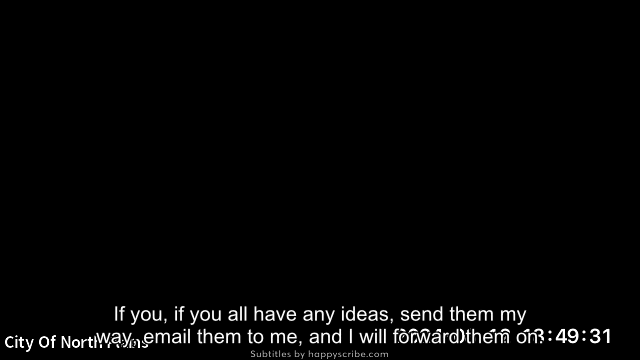 If you, if you all have any ideas, send them my
way, email them to me, and I will forward them on.
City Of North
:49:31
Subtitles by happyscribe.com